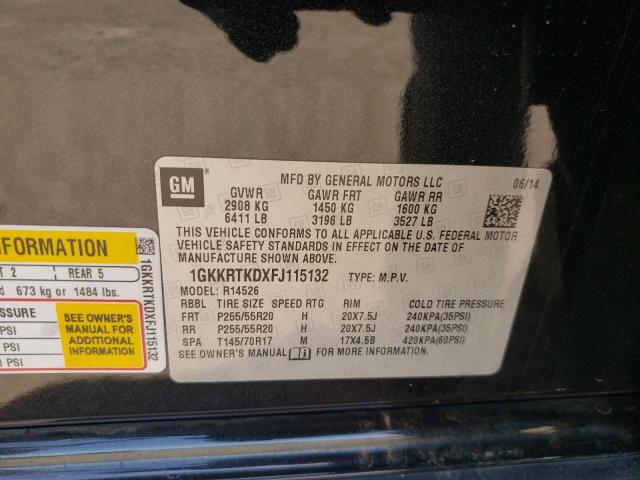 GM
MFD BY GENERAL MOTORS LLC
06/14
GVWR GAWR FRT GAWR RR
2908 KG 1450 KG 1600 KG
6411 LB 3196 LB 3527 LB
THIS VEHICLE CONFORMS TO ALL APPLICABLE U.S. FEDERAL MOTOR
VEHICLE SAFETY STANDARDS IN EFFECT ON THE DATE OF
MANUFACTURE SHOWN ABOVE.
1GKKRTKDXFJ115132 TYPE: M.P.V.
MODEL: R14526
RBBL TIRE SIZE SPEED RTG RIM COLD TIRE PRESSURE
FRT P255/55R20 H 20X7.5J 240KPA(35PSI)
RR P255/55R20 H 20X7.5J 240KPA(35PSI)
SPA T145/70R17 M 17X4.5B 420KPA(60PSI)
SEE OWNER'S MANUAL FOR MORE INFORMATION.
INFORMATION
2 REAR 5
673 kg or 1484 lbs.
SEE OWNER'S
MANUAL FOR
ADDITIONAL
INFORMATION
PSI
PSI
PSI
1GKKRTKDXFJ115132